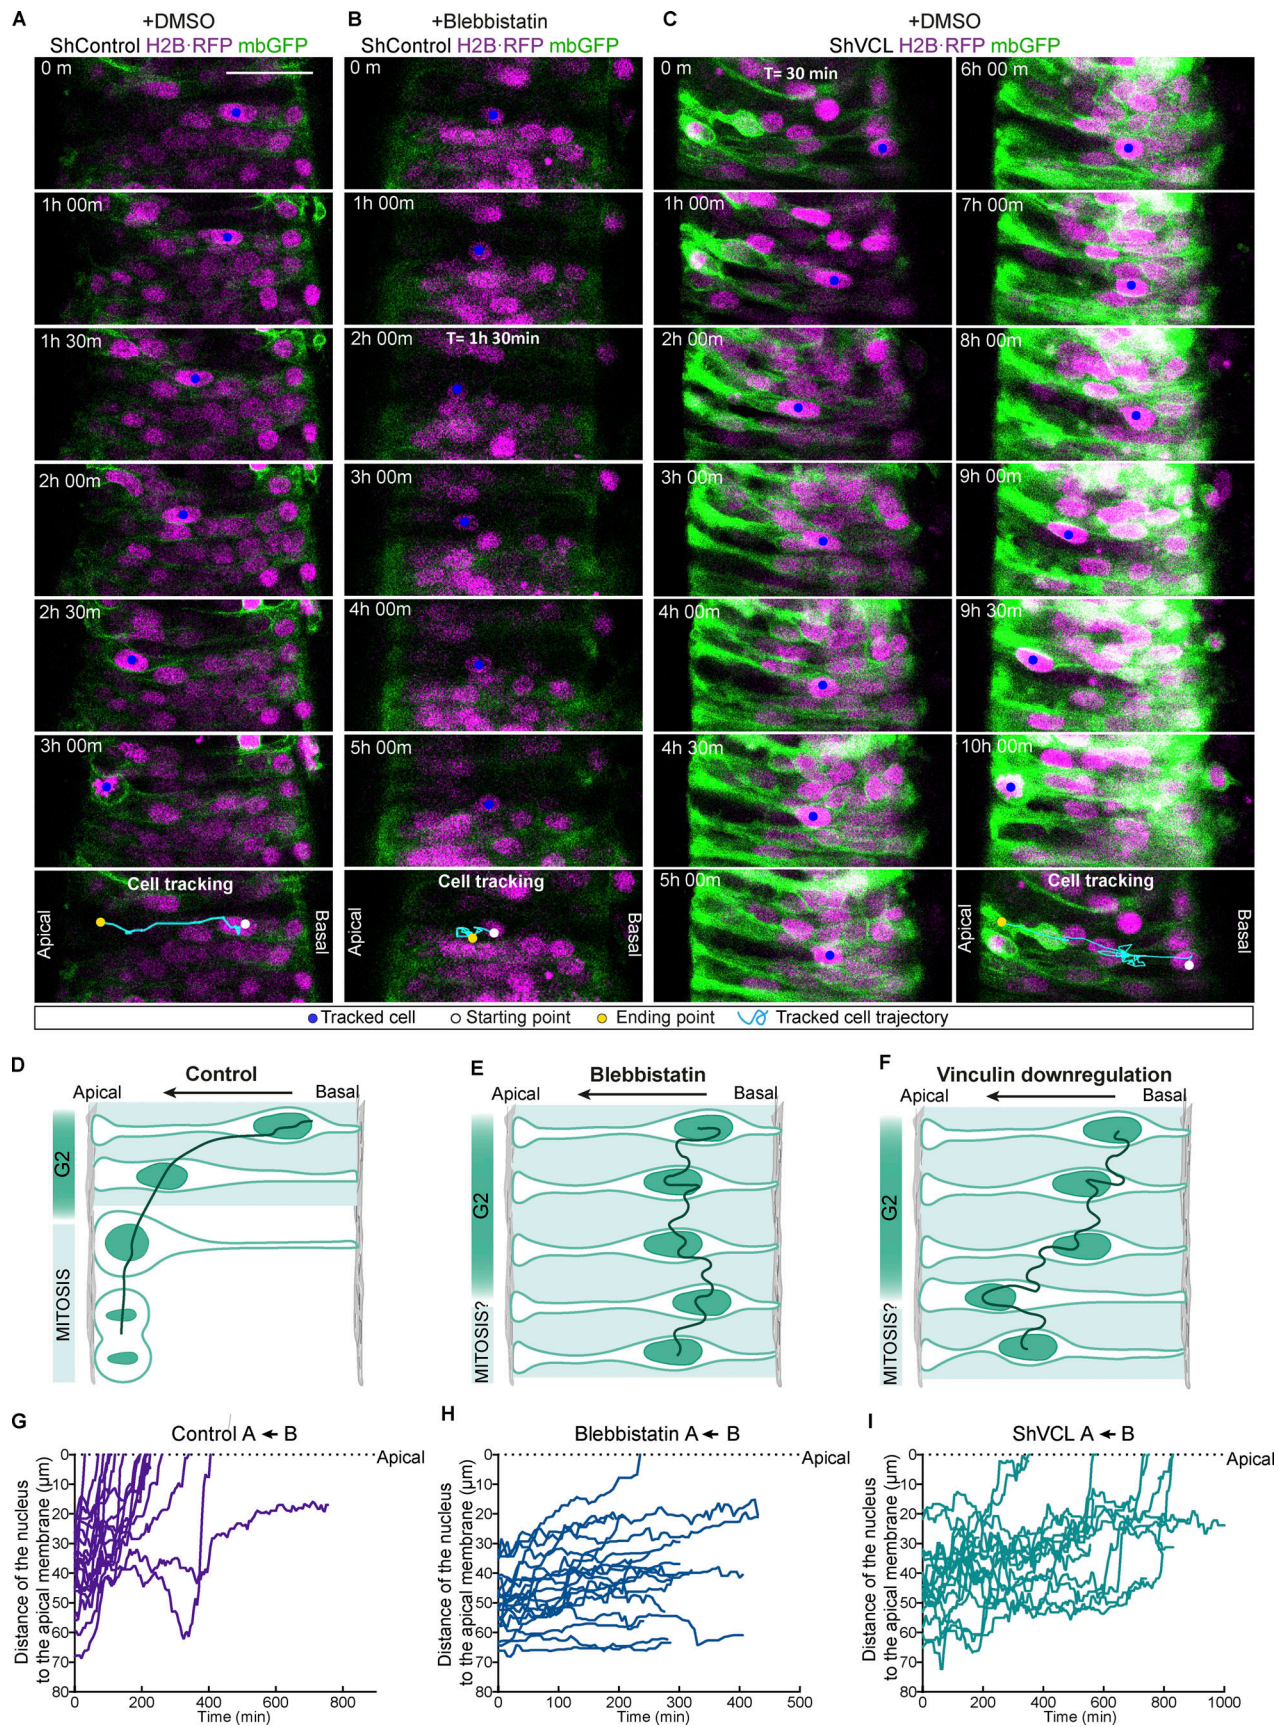 A
+DMSO
ShControl H2B·RFP mbGFP
0 m
1h 00m
1h 30m
2h 00m
2h 30m
3h 00m
Cell tracking
Apical
Basal
B
+Blebbistatin
ShControl H2B·RFP mbGFP
0 m
1h 00m
2h 00m
T= 1h 30min
3h 00m
4h 00m
5h 00m
Cell tracking
Apical
Basal
C
+DMSO
ShVCL H2B·RFP mbGFP
0 m
T= 30 min
1h 00m
2h 00m
3h 00m
4h 00m
4h 30m
5h 00m
6h 00 m
7h 00m
8h 00m
9h 00m
9h 30m
10h 00m
Cell tracking
Apical
Basal
Tracked cell
Starting point
Ending point
Tracked cell trajectory
D
Control
Apical
Basal
G2
MITOSIS
E
Blebbistatin
Apical
Basal
G2
MITOSIS?
F
Vinculin downregulation
Apical
Basal
G2
MITOSIS?
G
Control A ← B
Apical
Distance of the nucleus
to the apical membrane (μm)
0
10
20
30
40
50
60
70
80
0 200 400 600 800
Time (min)
H
Blebbistatin A ← B
Apical
Distance of the nucleus
to the apical membrane (μm)
0
10
20
30
40
50
60
70
80
0 100 200 300 400 500
Time (min)
I
ShVCL A ← B
Apical
Distance of the nucleus
to the apical membrane (μm)
0
10
20
30
40
50
60
70
80
0 200 400 600 800 1000
Time (min)